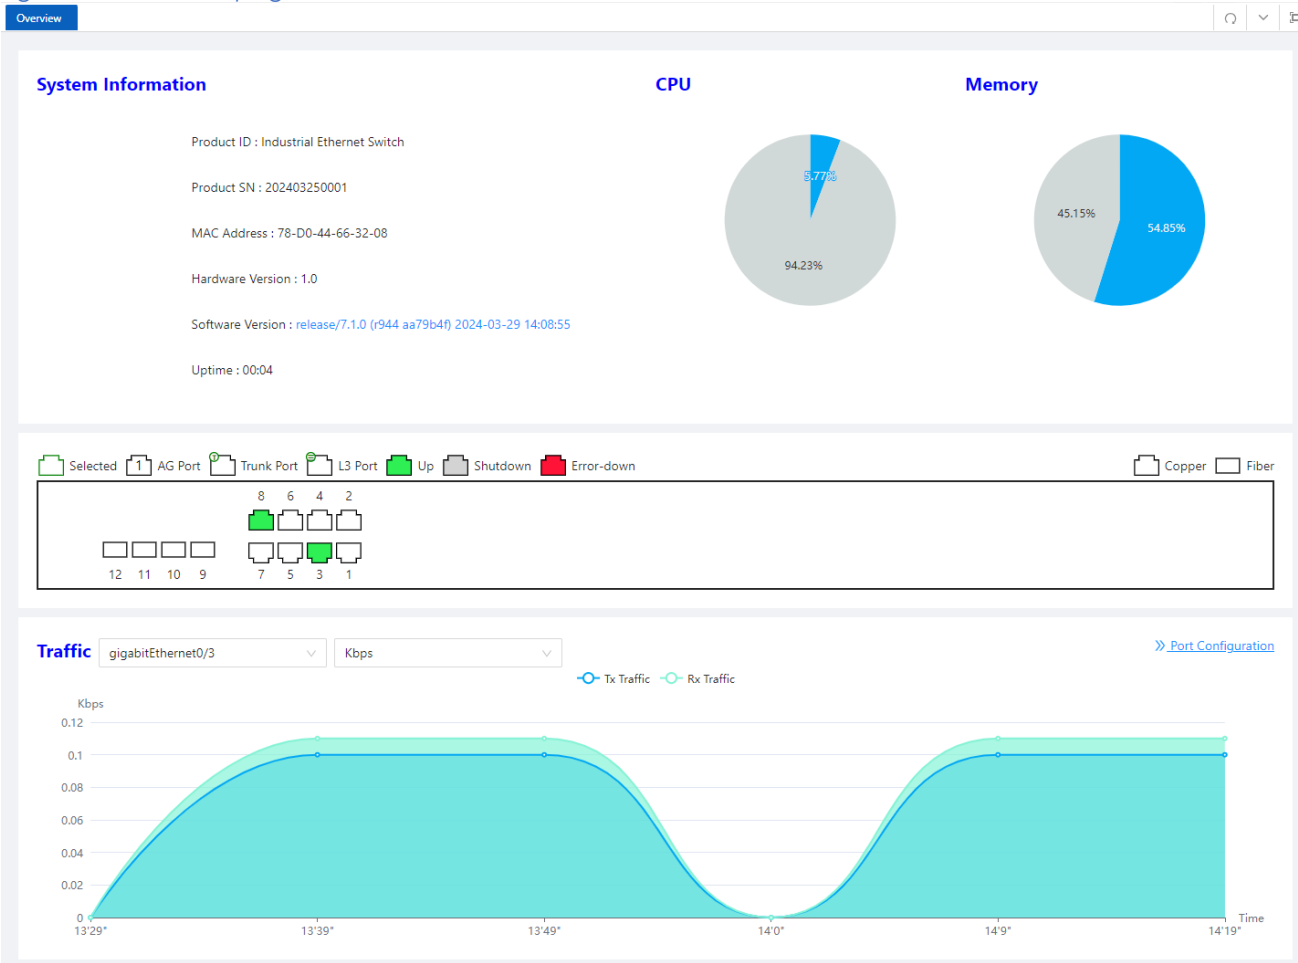 Overview
System Information
CPU
Memory
Product ID : Industrial Ethernet Switch
Product SN : 202403250001
MAC Address : 78-D0-44-66-32-08
Hardware Version : 1.0
Software Version : release/7.1.0 (r944 aa79b4f) 2024-03-29 14:08:55
Uptime : 00:04
5.77%
94.23%
45.15%
54.85%
Selected 1 AG Port Trunk Port L3 Port Up Shutdown Error-down Copper Fiber
8 6 4 2
12 11 10 9 7 5 3 1
Traffic gigabitEthernet0/3 Kbps Port Configuration
Tx Traffic Rx Traffic
Kbps
0.12
0.1
0.08
0.06
0.04
0.02
0
Time
13'29" 13'39" 13'49" 14'0" 14'9" 14'19"